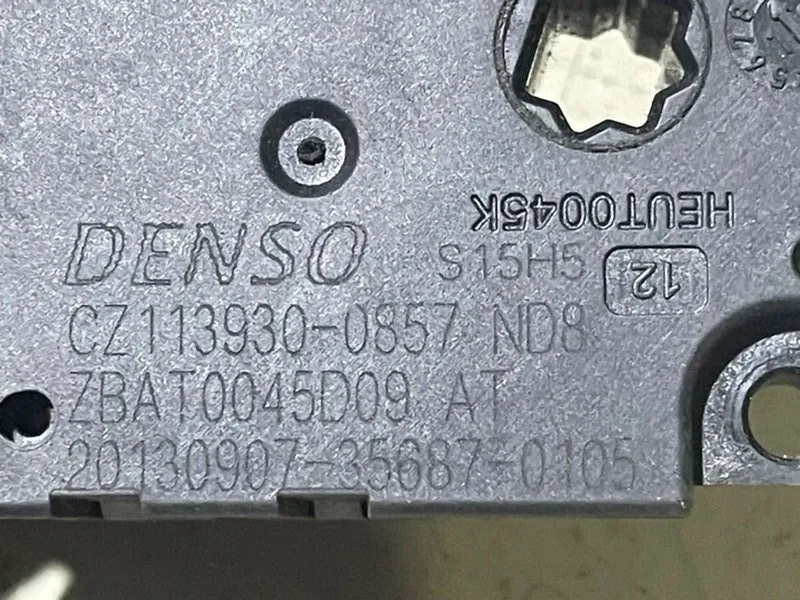 HEUT0045K
DENSO S15H5
12
CZ113930-0857 ND8
ZBAT0045D09 AT
20130907-35687-0105